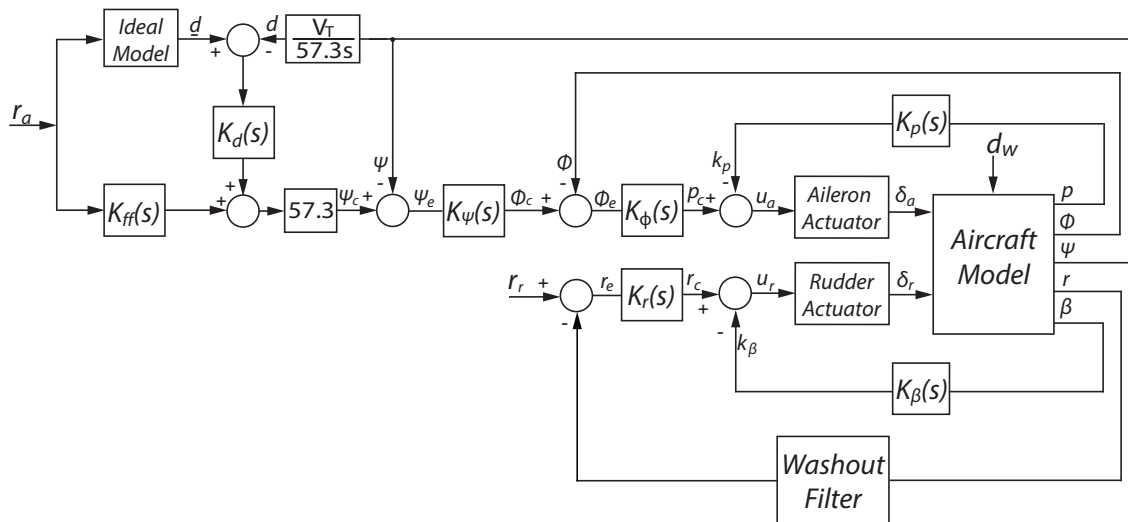 Ideal
Model
d
+
d
-
V_T
57.3s
r_a
K_d(s)
+
+
K_ff(s)
57.3
ψ_c
+
ψ
-
ψ_e
K_ψ(s)
Φ_c
+
Φ
-
Φ_e
K_ϕ(s)
p_c
+
k_p
-
K_p(s)
u_a
Aileron
Actuator
δ_a
d_w
Aircraft
Model
p
Φ
ψ
r
β
r_r
+
-
r_e
K_r(s)
r_c
+
-
k_β
u_r
Rudder
Actuator
δ_r
K_β(s)
Washout
Filter